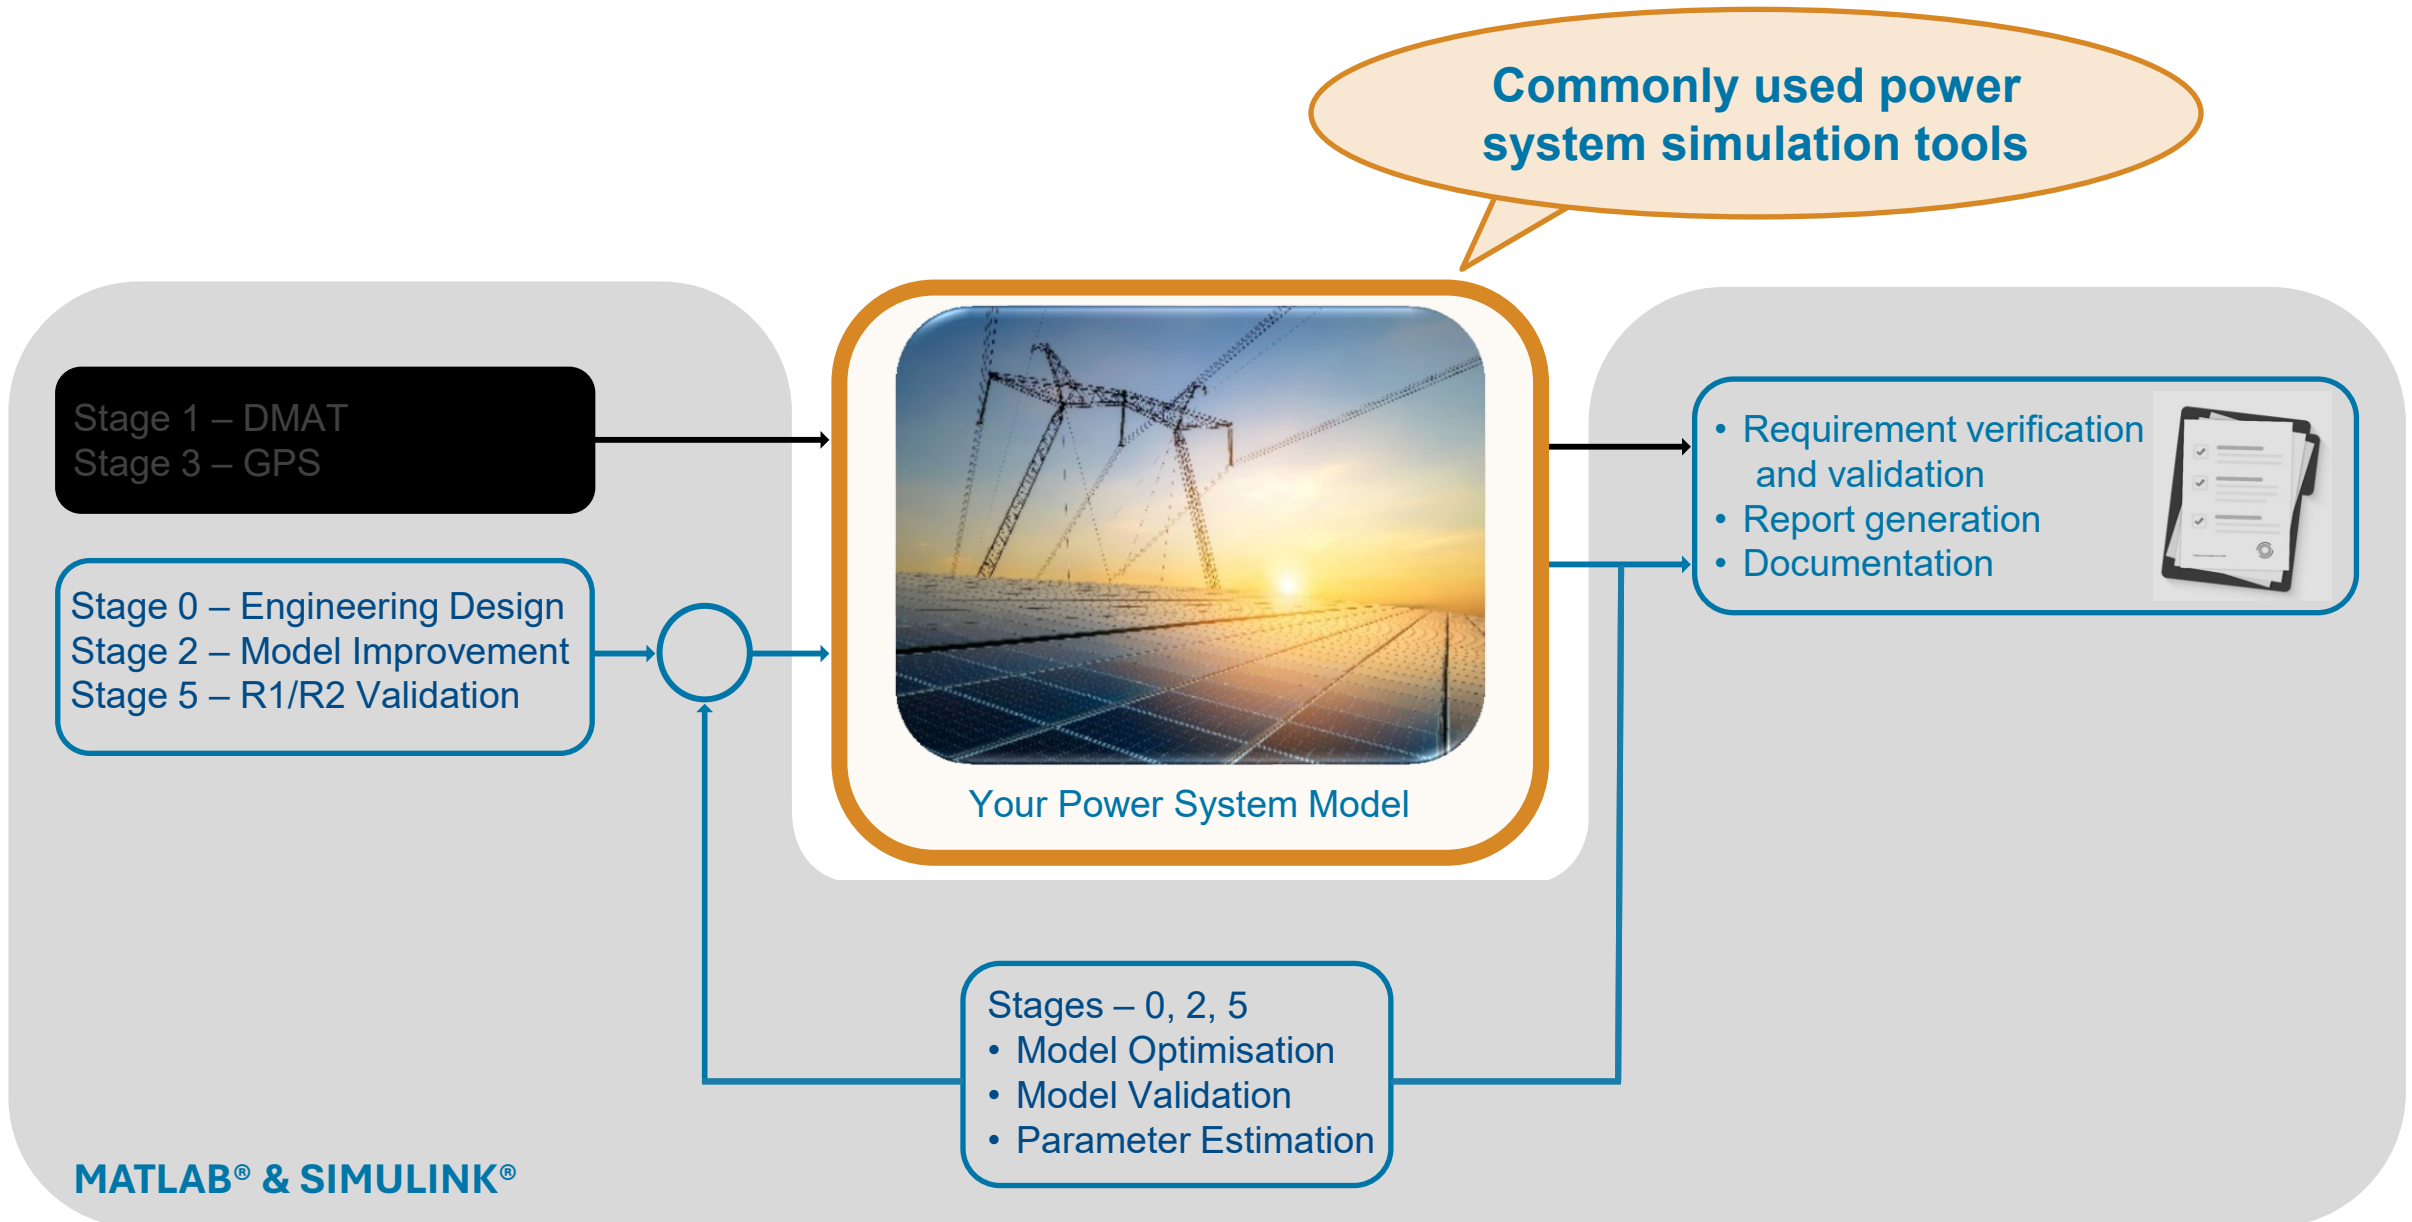 Commonly used power
system simulation tools
Stage 1 – DMAT
Stage 3 – GPS
Stage 0 – Engineering Design
Stage 2 – Model Improvement
Stage 5 – R1/R2 Validation
Your Power System Model
• Requirement verification
and validation
• Report generation
• Documentation
Stages – 0, 2, 5
• Model Optimisation
• Model Validation
• Parameter Estimation
MATLAB® & SIMULINK®